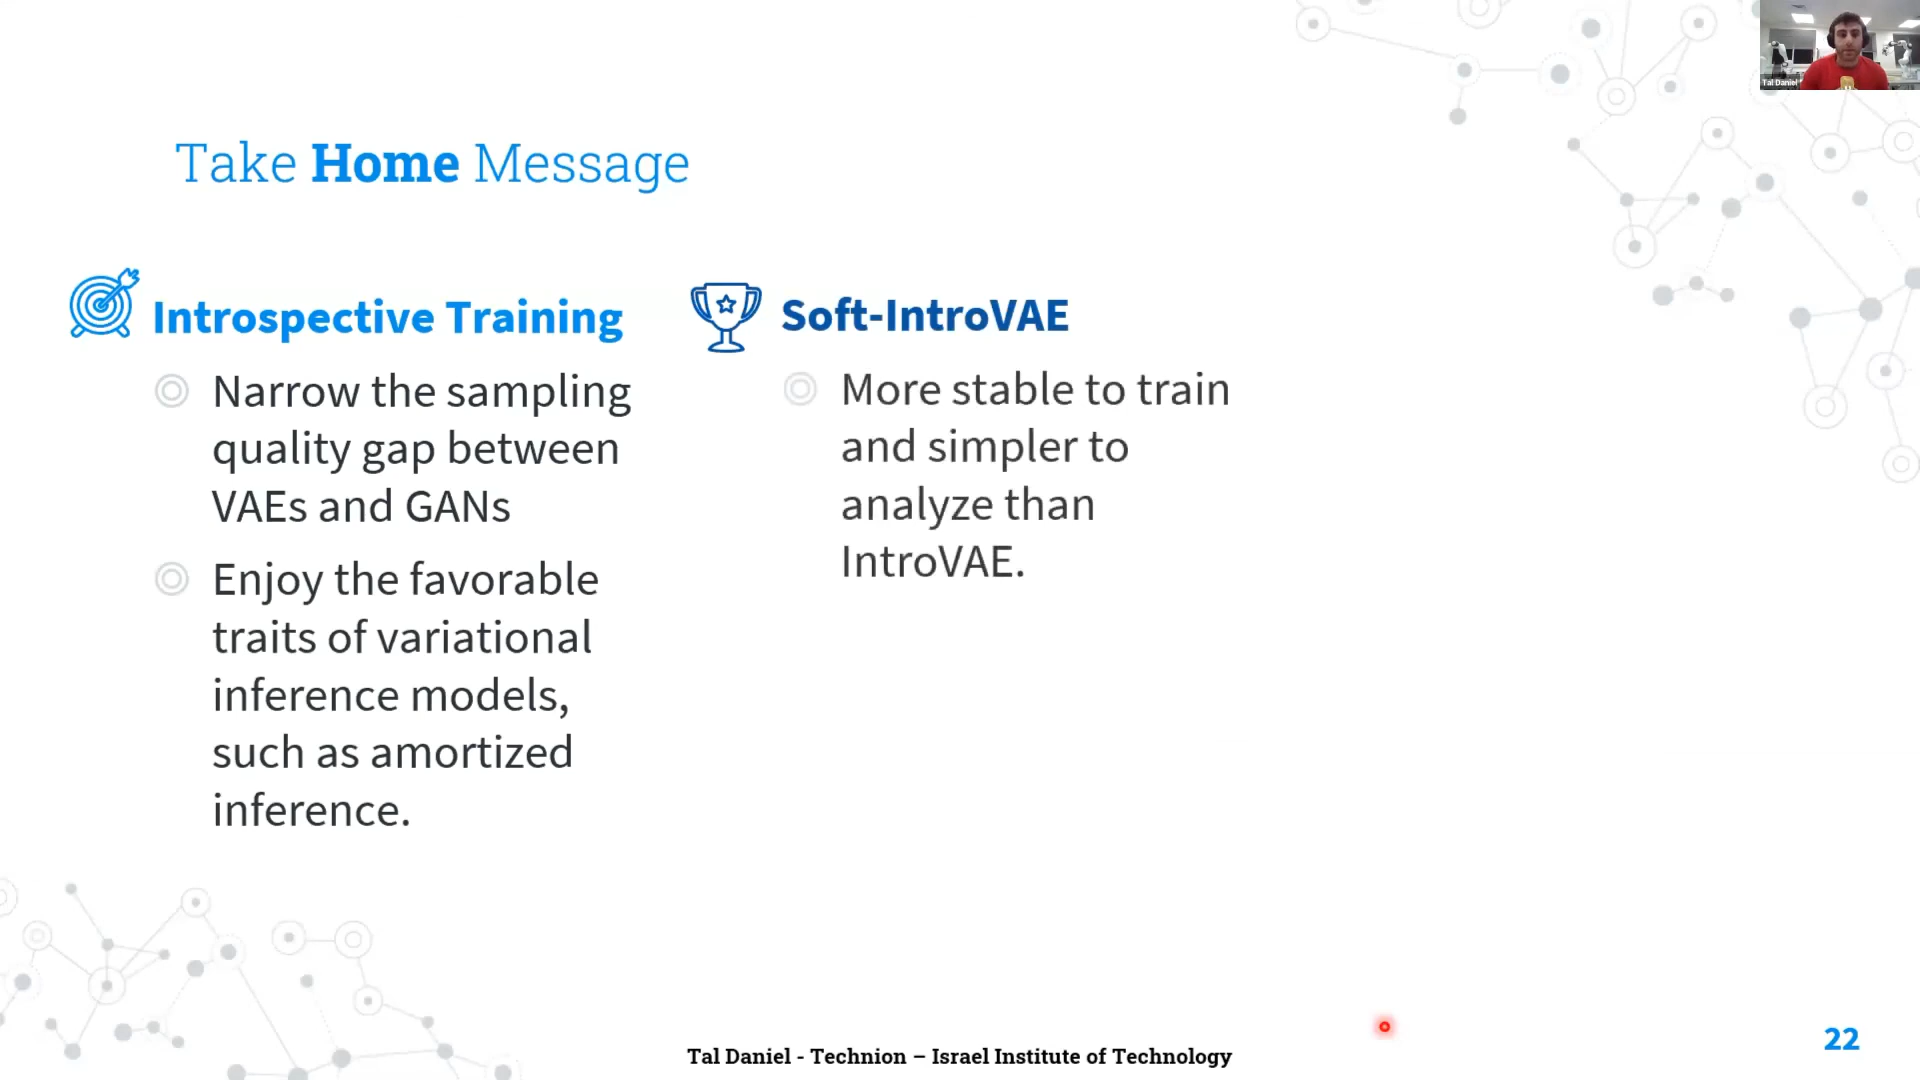 Tal Daniel
Take Home Message
Introspective Training
Narrow the sampling
quality gap between
VAEs and GANs
Enjoy the favorable
traits of variational
inference models,
such as amortized
inference.
Soft-IntroVAE
More stable to train
and simpler to
analyze than
IntroVAE.
Tal Daniel - Technion – Israel Institute of Technology
22